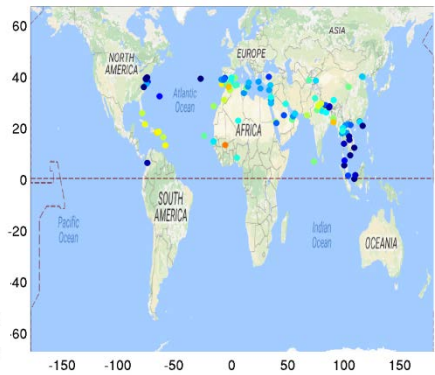 60
40
20
0
-20
-40
-60
-150 -100 -50 0 50 100 150
NORTH
AMERICA
EUROPE
ASIA
Atlantic
Ocean
AFRICA
SOUTH
AMERICA
Pacific
Ocean
Indian
Ocean
OCEANIA